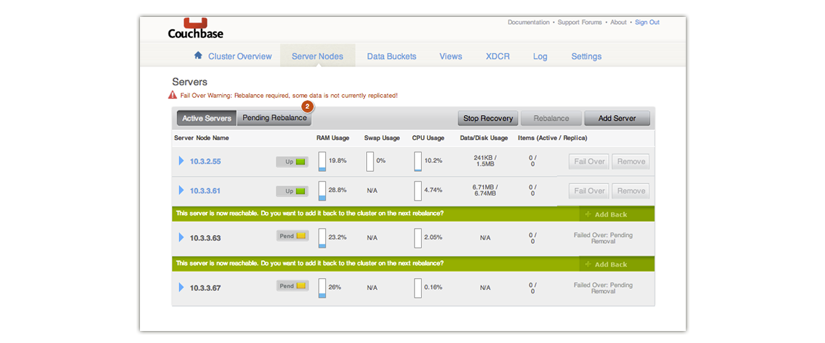 Documentation • Support Forums • About • Sign Out
Couchbase
Cluster Overview Server Nodes Data Buckets Views XDCR Log Settings
Servers
Fail Over Warning: Rebalance required, some data is not currently replicated!
2
Active Servers Pending Rebalance Stop Recovery Rebalance Add Server
Server Node Name RAM Usage Swap Usage CPU Usage Data/Disk Usage Items (Active / Replica)
10.3.2.55 Up 19.8% 0% 10.2% 241KB / 1.5MB 0 / 0 Fail Over Remove
10.3.3.61 Up 28.8% N/A 4.74% 6.71MB / 6.74MB 0 / 0 Fail Over Remove
This server is now reachable. Do you want to add it back to the cluster on the next rebalance? + Add Back
10.3.3.63 Pend 23.2% N/A 2.05% N/A 0 / 0 Failed Over: Pending Removal
This server is now reachable. Do you want to add it back to the cluster on the next rebalance? + Add Back
10.3.3.67 Pend 26% N/A 0.16% N/A 0 / 0 Failed Over: Pending Removal